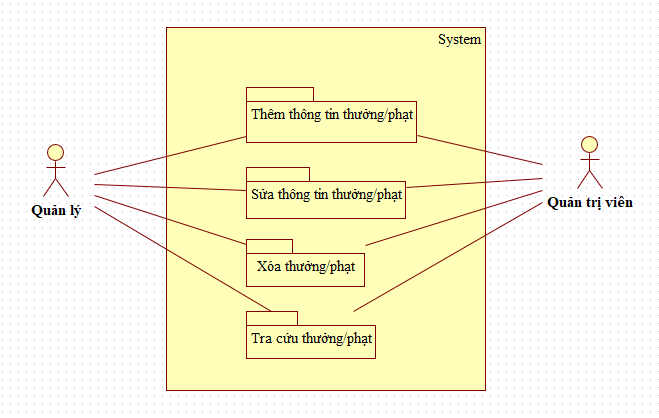 System
Thêm thông tin thưởng/phạt
Sửa thông tin thưởng/phạt
Quản lý
Quản trị viên
Xóa thưởng/phạt
Tra cứu thưởng/phạt